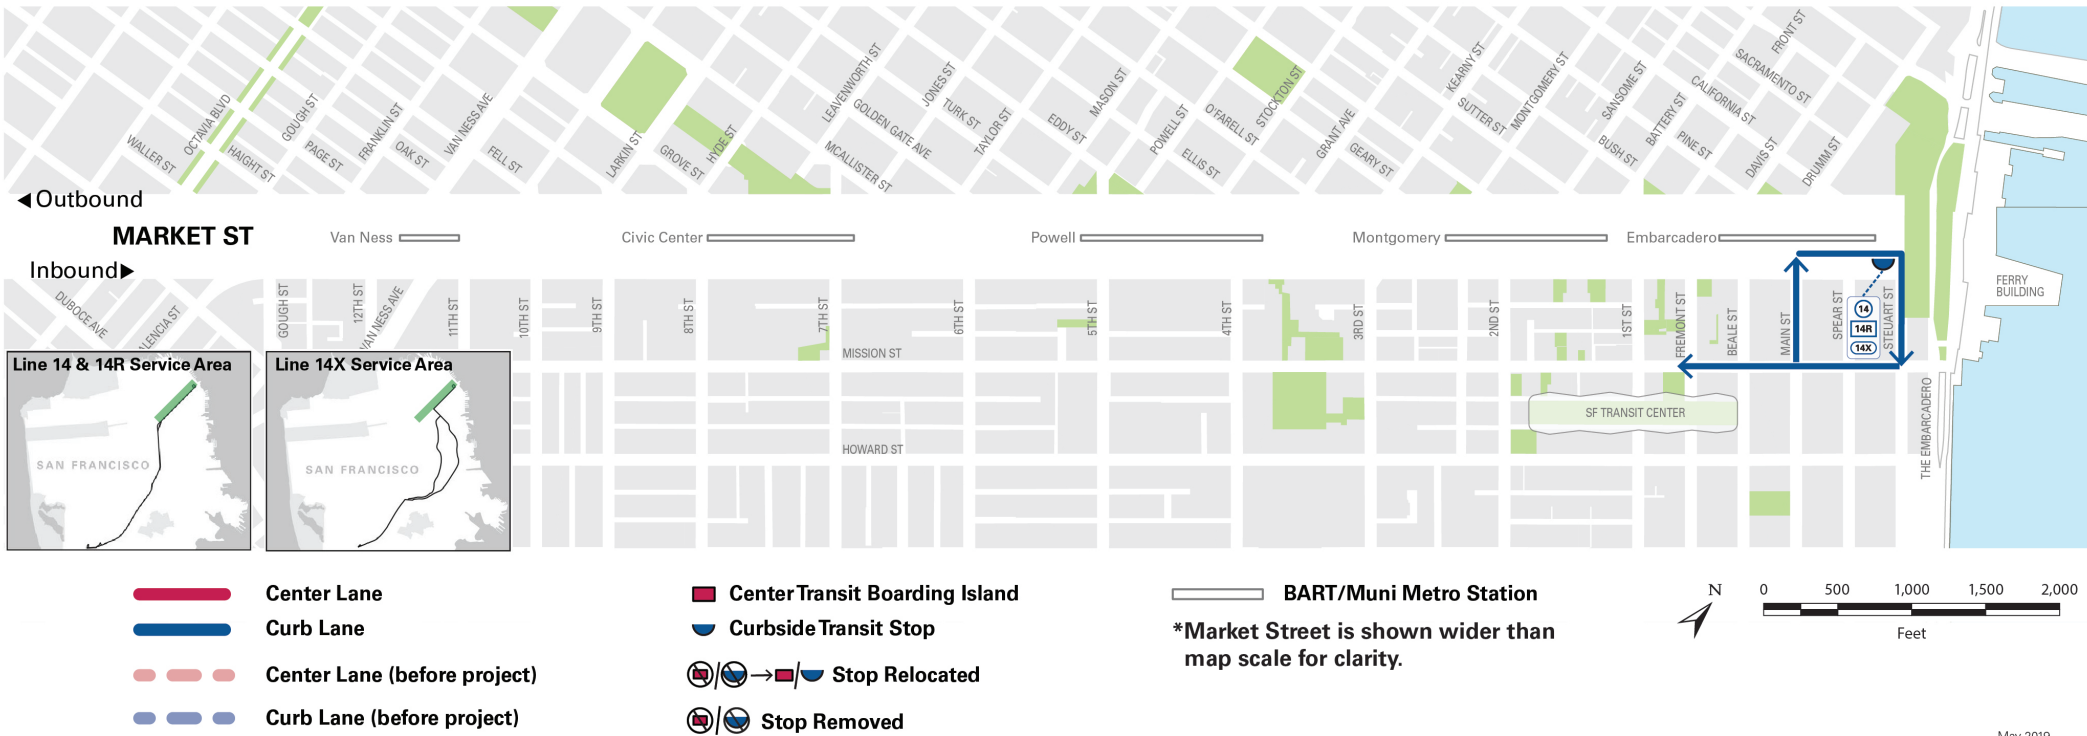 OCTAVIA BLVD
WALLER ST
HAIGHT ST
GOUGH ST
PAGE ST
FRANKLIN ST
OAK ST
VAN NESS AVE
FELL ST
LARKIN ST
GROVE ST
HYDE ST
LEAVENWORTH ST
GOLDEN GATE AVE
MCALLISTER ST
JONES ST
TURK ST
TAYLOR ST
EDDY ST
MASON ST
POWELL ST
ELLIS ST
O'FARELL ST
STOCKTON ST
GRANT AVE
GEARY ST
KEARNY ST
SUTTER ST
MONTGOMERY ST
SANSOME ST
BUSH ST
BATTERY ST
PINE ST
CALIFORNIA ST
SACRAMENTO ST
FRONT ST
DAVIS ST
DRUMM ST
Outbound
MARKET ST
Inbound
Van Ness
Civic Center
Powell
Montgomery
Embarcadero
DUBOCE AVE
ALENCIA ST
GOUGH ST
12TH ST
VAN NESS AVE
11TH ST
10TH ST
9TH ST
8TH ST
7TH ST
6TH ST
5TH ST
4TH ST
3RD ST
2ND ST
1ST ST
FREMONT ST
BEALE ST
MAIN ST
SPEAR ST
14
14R
14X
STEUART ST
FERRY
BUILDING
MISSION ST
HOWARD ST
SF TRANSIT CENTER
THE EMBARCADERO
Line 14 & 14R Service Area
SAN FRANCISCO
Line 14X Service Area
SAN FRANCISCO
Center Lane
Curb Lane
Center Lane (before project)
Curb Lane (before project)
Center Transit Boarding Island
Curbside Transit Stop
Stop Relocated
Stop Removed
BART/Muni Metro Station
*Market Street is shown wider than
map scale for clarity.
N
0 500 1,000 1,500 2,000
Feet
May 2019